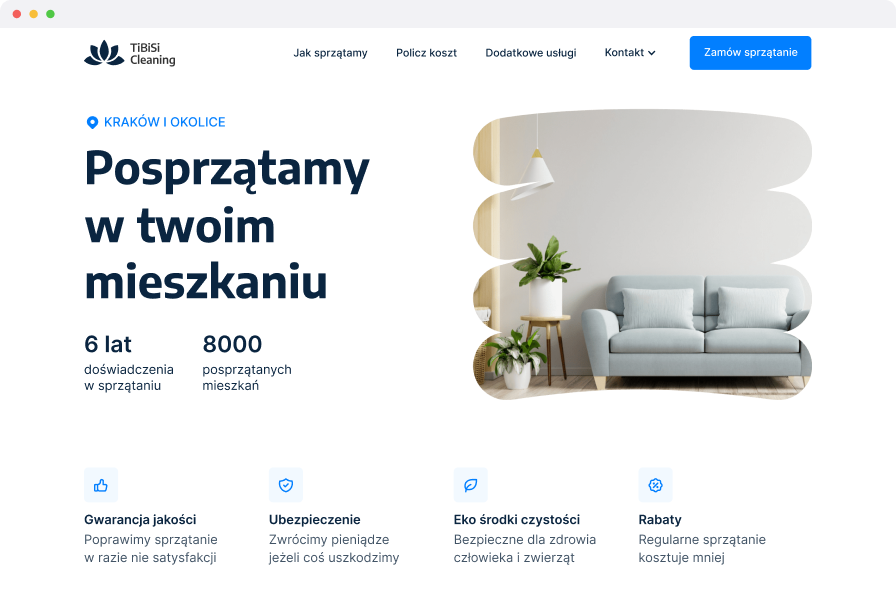 TiBiSi
Cleaning
Jak sprzątamy
Policz koszt
Dodatkowe usługi
Kontakt
Zamów sprzątanie
KRAKÓW I OKOLICE
Posprzątamy
w twoim
mieszkaniu
6 lat
doświadczenia
w sprzątaniu
8000
posprzątanych
mieszkań
Gwarancja jakości
Poprawimy sprzątanie
w razie nie satysfakcji
Ubezpieczenie
Zwrócimy pieniądze
jeżeli coś uszkodzimy
Eko środki czystości
Bezpieczne dla zdrowia
człowieka i zwierząt
Rabaty
Regularne sprzątanie
kosztuje mniej